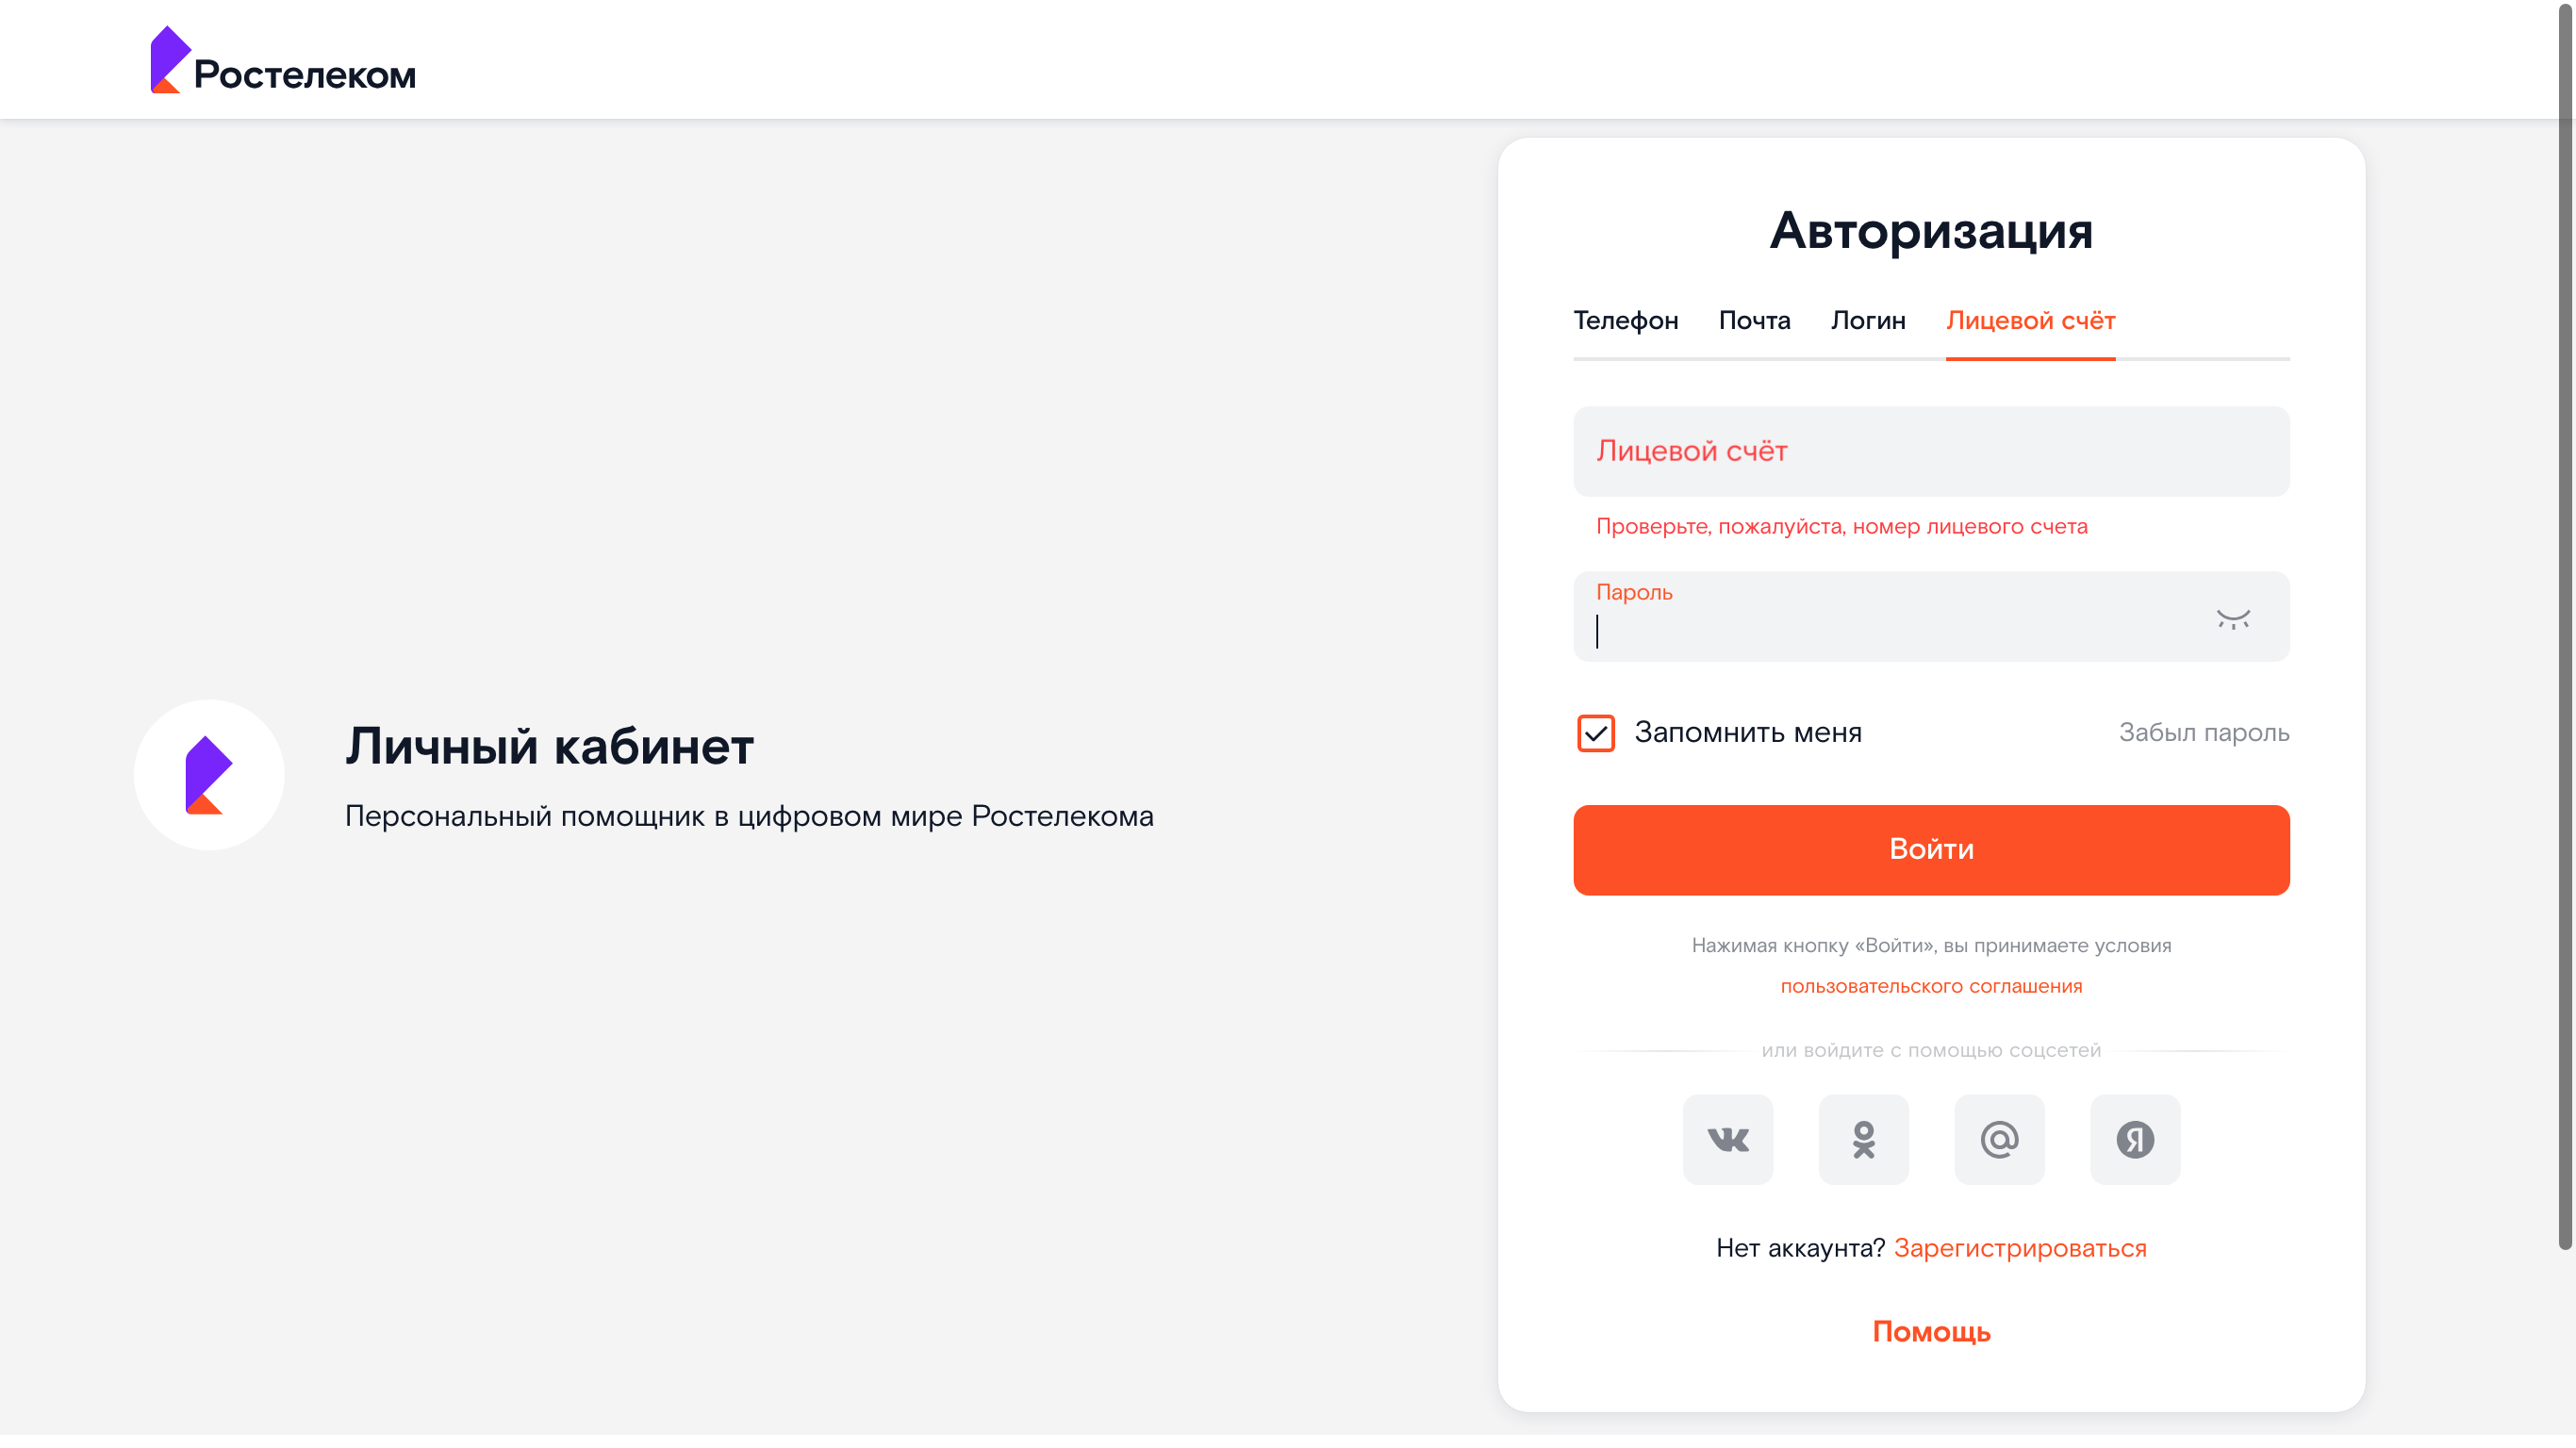 Ростелеком
Личный кабинет
Персональный помощник в цифровом мире Ростелекома
Авторизация
Телефон Почта Логин Лицевой счёт
Лицевой счёт
Проверьте, пожалуйста, номер лицевого счета
Пароль
Запомнить меня Забыл пароль
Войти
Нажимая кнопку «Войти», вы принимаете условия
пользовательского соглашения
или войдите с помощью соцсетей
Нет аккаунта? Зарегистрироваться
Помощь